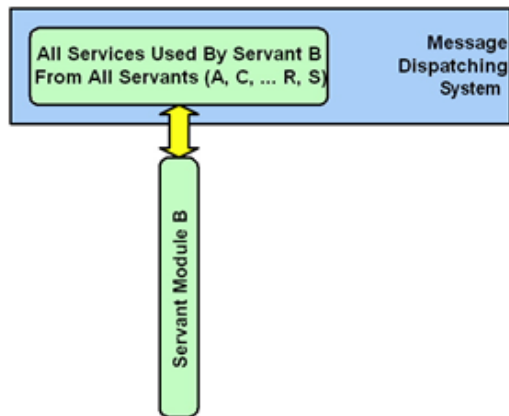 All Services Used By Servant B
From All Servants (A, C, ... R, S)
Message
Dispatching
System
Servant Module B